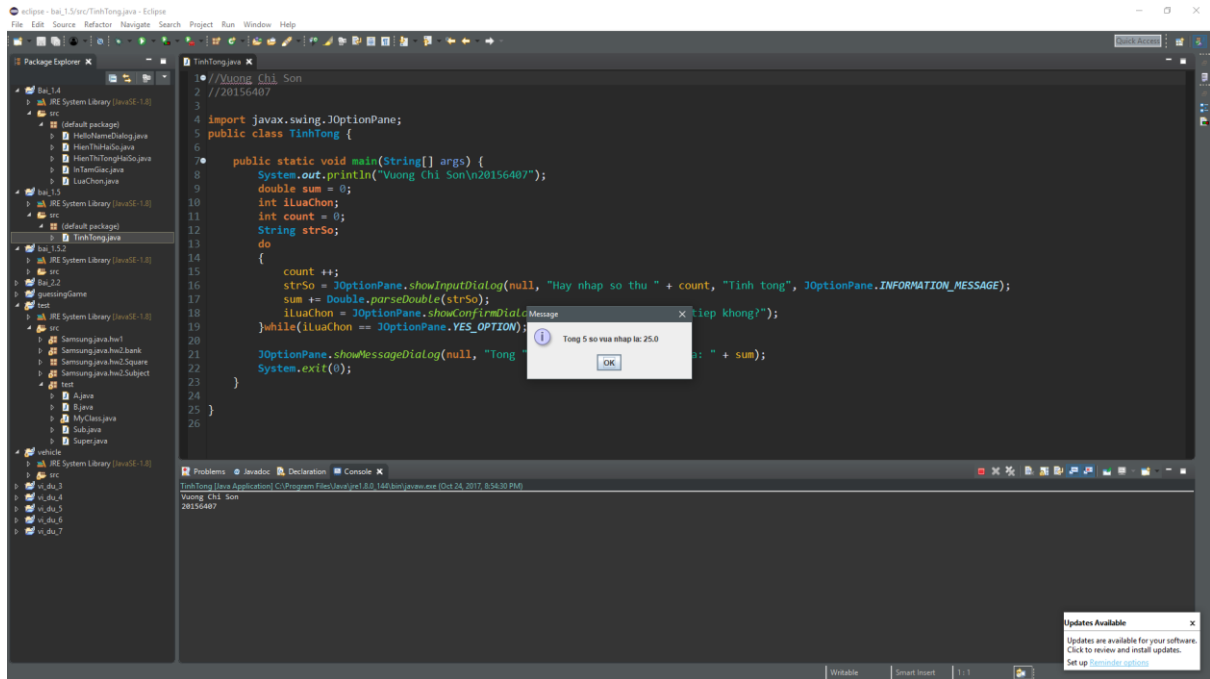 eclipse - bai_1.5/src/TinhTong.java - Eclipse
File Edit Source Refactor Navigate Search Project Run Window Help
Quick Access
Package Explorer
Bai_1.4
JRE System Library [JavaSE-1.8]
src
(default package)
HelloNameDialog.java
HienThiHaiSo.java
HienThiTongHaiSo.java
InTamGiac.java
LuaChon.java
bai_1.5
JRE System Library [JavaSE-1.8]
src
(default package)
TinhTong.java
bai_1.5.2
JRE System Library [JavaSE-1.8]
src
Bai_2.2
guessingGame
test
JRE System Library [JavaSE-1.8]
src
Samsung.java.hw1
Samsung.java.hw2.bank
Samsung.java.hw2.Square
Samsung.java.hw2.Subject
test
A.java
B.java
MyClass.java
Sub.java
Super.java
vehicle
JRE System Library [JavaSE-1.8]
src
vi_du_3
vi_du_4
vi_du_5
vi_du_6
vi_du_7
TinhTong.java
1 //Vuong Chi Son
2 //20156407
3
4 import javax.swing.JOptionPane;
5 public class TinhTong {
6
7 public static void main(String[] args) {
8 System.out.println("Vuong Chi Son\n20156407");
9 double sum = 0;
10 int iLuaChon;
11 int count = 0;
12 String strSo;
13 do
14 {
15 count ++;
16 strSo = JOptionPane.showInputDialog(null, "Hay nhap so thu " + count, "Tinh tong", JOptionPane.INFORMATION_MESSAGE);
17 sum += Double.parseDouble(strSo);
18 iLuaChon = JOptionPane.showConfirmDialo tiep khong?");
19 }while(iLuaChon == JOptionPane.YES_OPTION);
20
21 JOptionPane.showMessageDialog(null, "Tong " a: " + sum);
22 System.exit(0);
23 }
24
25 }
26
Message
Tong 5 so vua nhap la: 25.0
OK
Problems Javadoc Declaration Console
TinhTong [Java Application] C:\Program Files\Java\jre1.8.0_144\bin\javaw.exe (Oct 24, 2017, 8:54:30 PM)
Vuong Chi Son
20156407
Updates Available x
Updates are available for your software.
Click to review and install updates.
Set up Reminder options
Writable Smart Insert 1 : 1